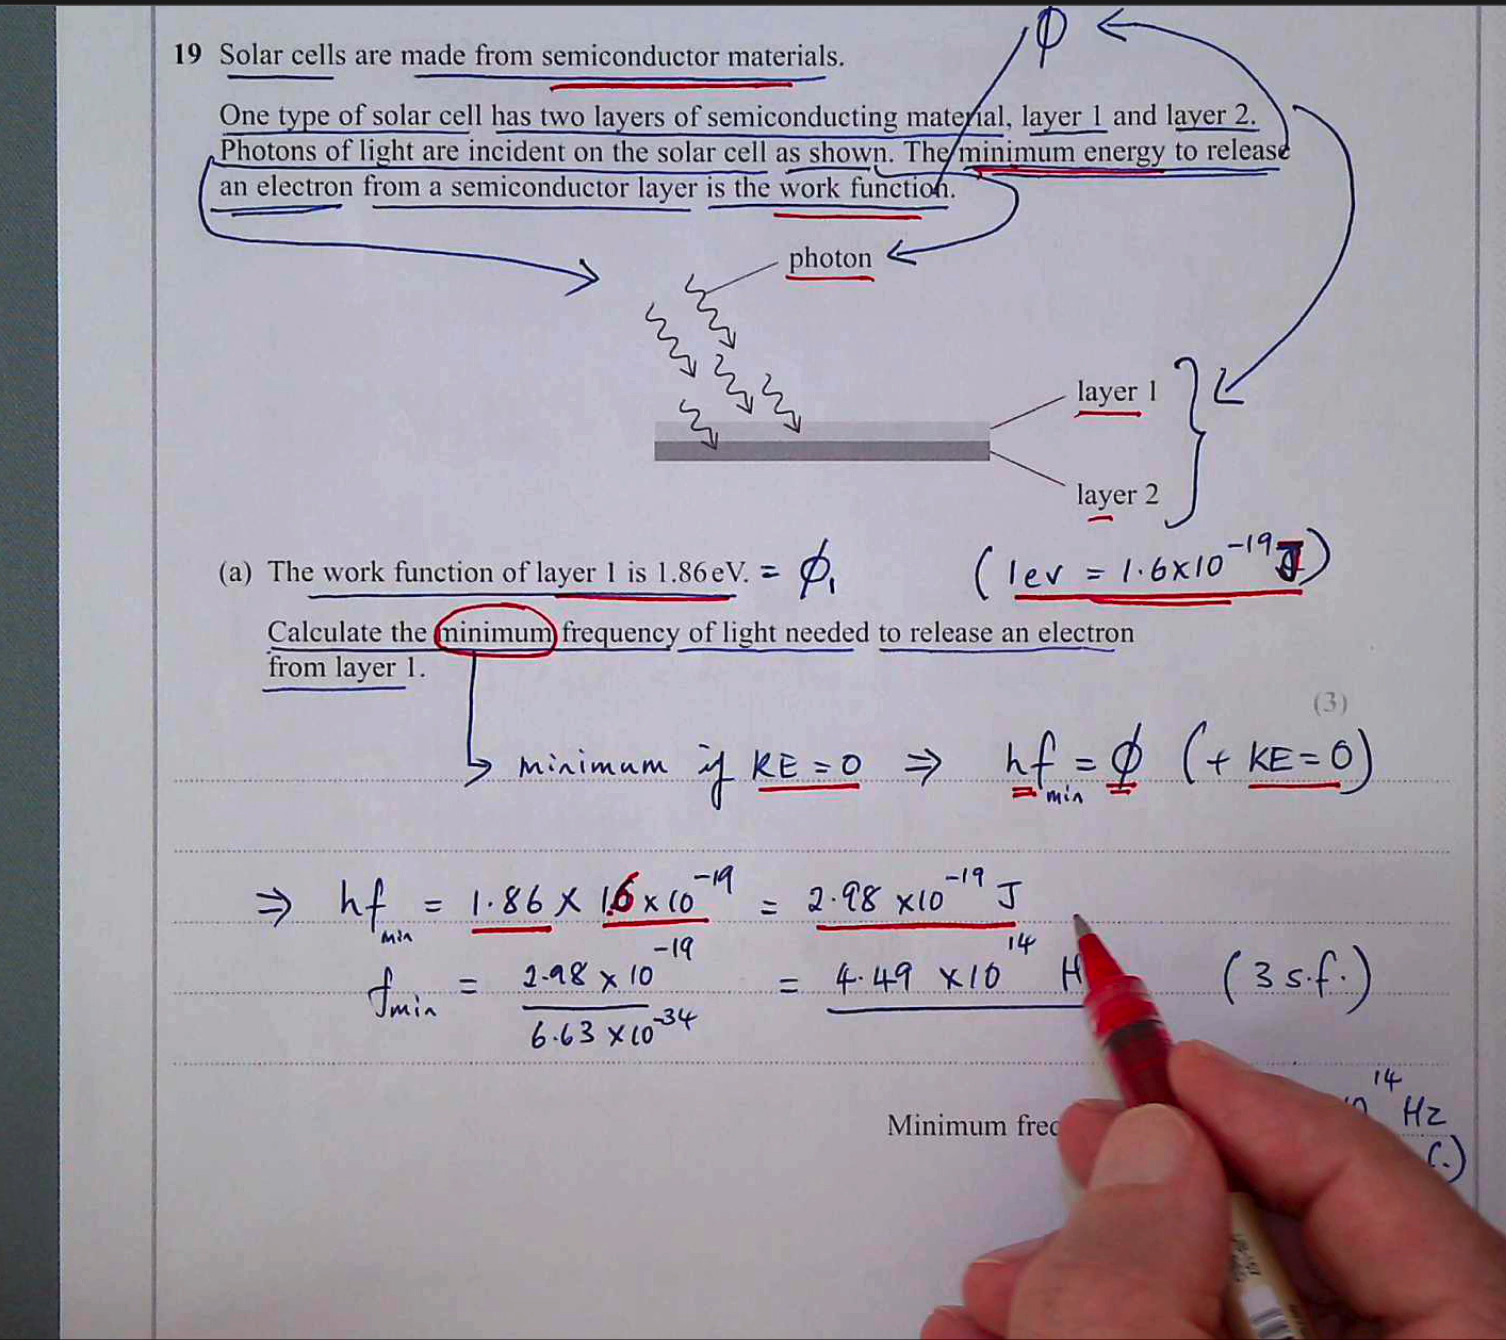 ϕ
19 Solar cells are made from semiconductor materials.
One type of solar cell has two layers of semiconducting material, layer 1 and layer 2.
Photons of light are incident on the solar cell as shown. The minimum energy to release
an electron from a semiconductor layer is the work function.
photon
layer 1
layer 2
(a) The work function of layer 1 is 1.86 eV. = ϕ₁ (1ev = 1.6×10⁻¹⁹J)
Calculate the minimum frequency of light needed to release an electron
from layer 1.
(3)
minimum if KE = 0 ⇒ hf_min = ϕ (+ KE = 0)
⇒ hf_min = 1.86 × 1.6 × 10⁻¹⁹ = 2.98 ×10⁻¹⁹ J
f_min = 2.98 × 10⁻¹⁹ / 6.63 ×10⁻³⁴ = 4.49 ×10¹⁴ H (3 s.f.)
Minimum 14 Hz